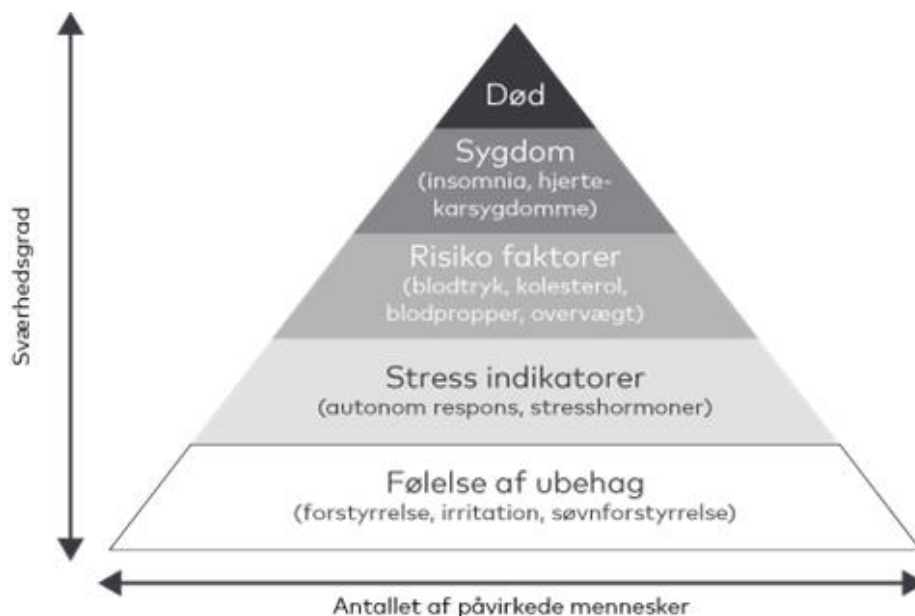 Død
Sygdom
(insomnia, hjerte-
karsygdomme)
Risiko faktorer
(blodtryk, kolesterol,
blodpropper, overvægt)
Stress indikatorer
(autonom respons, stresshormoner)
Følelse af ubehag
(forstyrrelse, irritation, søvnforstyrrelse)
Sværhedsgrad
Antallet af påvirkede mennesker